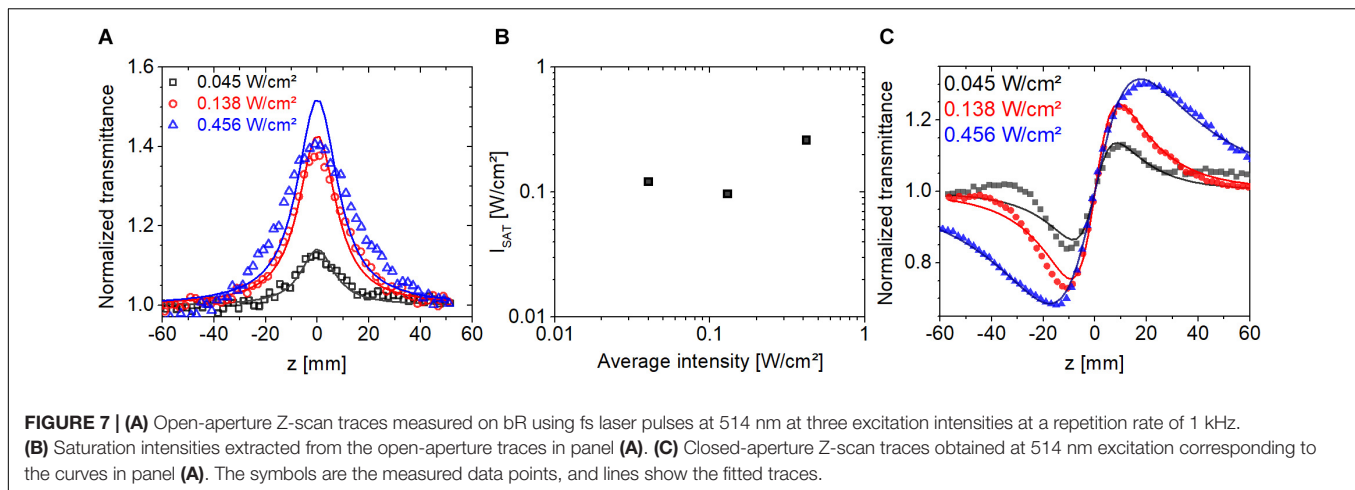 A
B
C
1.6
1.5
1.4
1.3
1.2
1.1
1.0
Normalized transmittance
0.045 W/cm²
0.138 W/cm²
0.456 W/cm²
-60 -40 -20 0 20 40 60
z [mm]
1
0.1
0.01
I_SAT [W/cm²]
0.01 0.1 1
Average intensity [W/cm²]
0.045 W/cm²
0.138 W/cm²
0.456 W/cm²
1.2
1.0
0.8
Normalized transmittance
-60 -40 -20 0 20 40 60
z [mm]
FIGURE 7 | (A) Open-aperture Z-scan traces measured on bR using fs laser pulses at 514 nm at three excitation intensities at a repetition rate of 1 kHz.
(B) Saturation intensities extracted from the open-aperture traces in panel (A). (C) Closed-aperture Z-scan traces obtained at 514 nm excitation corresponding to
the curves in panel (A). The symbols are the measured data points, and lines show the fitted traces.